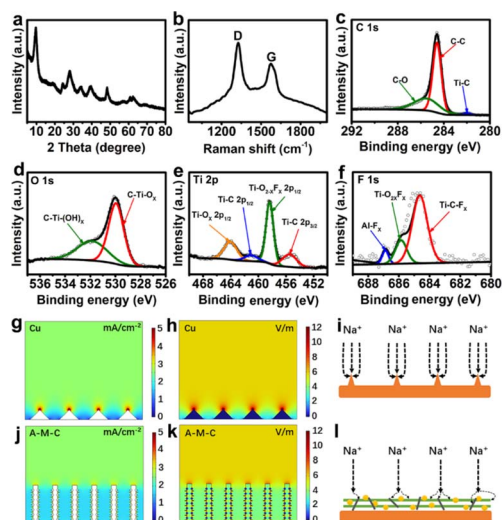 a
Intensity (a.u.)
10 20 30 40 50 60 70 80
2 Theta (degree)
b
D
G
Intensity (a.u.)
1200 1500 1800
Raman shift (cm-1)
c
C 1s
C-C
C-O
Ti-C
Intensity (a.u.)
292 288 284 280
Binding energy (eV)
d
O 1s
C-Ti-Ox
C-Ti-(OH)x
Intensity (a.u.)
536 534 532 530 528 526
Binding energy (eV)
e
Ti 2p
Ti-O2-xFx 2p1/2
Ti-C 2p1/2
Ti-Ox 2p1/2
Ti-C 2p3/2
Intensity (a.u.)
468 464 460 456 452
Binding energy (eV)
f
F 1s
Ti-O2xFx
Ti-C-Fx
Al-Fx
Intensity (a.u.)
688 686 684 682 680
Binding energy (eV)
g
Cu
mA/cm-2
5
4
3
2
1
0
h
Cu
V/m
12
10
8
6
4
2
0
i
Na+ Na+ Na+ Na+
j
A-M-C
mA/cm-2
5
4
3
2
1
0
k
A-M-C
V/m
12
10
8
6
4
2
0
l
Na+ Na+ Na+ Na+